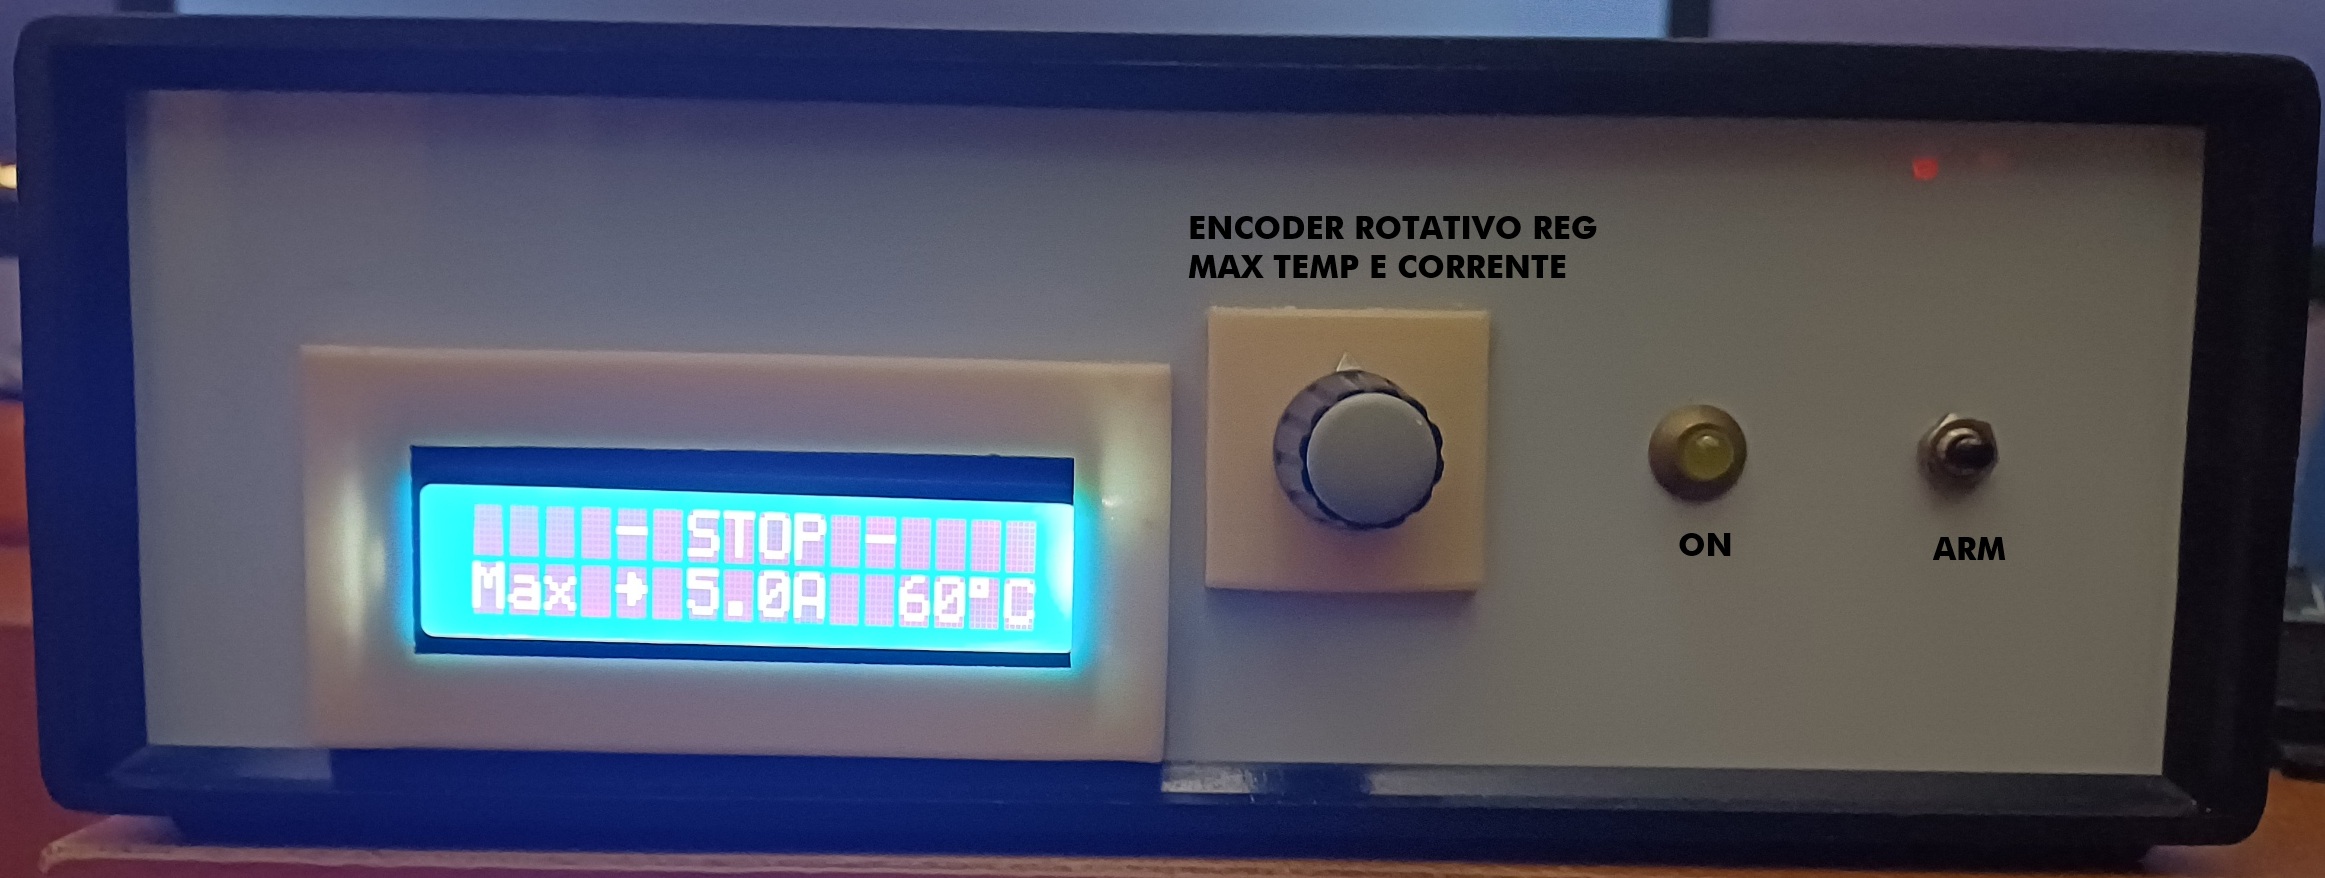 ENCODER ROTATIVO REG
MAX TEMP E CORRENTE
- STOP -
Max → 5.0A 60°C
ON
ARM